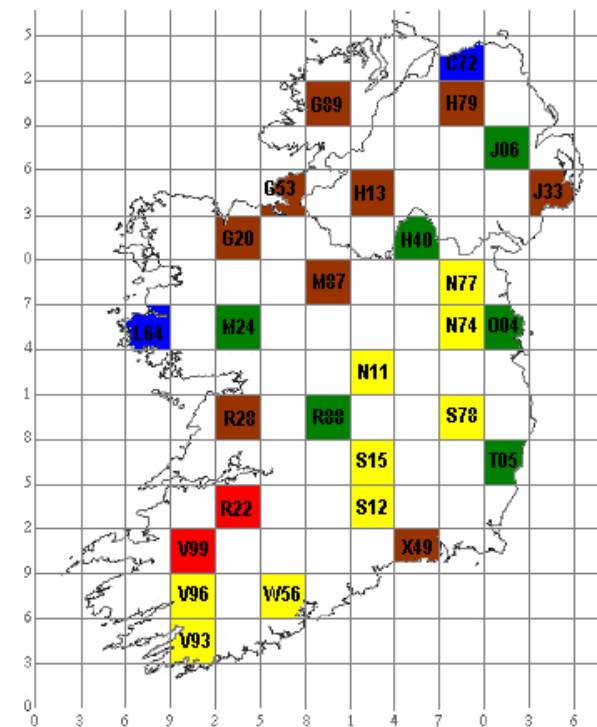 5
C72
2
G89 H79
9
J06
6
G53 H13 J33
3
G20 H40
0
M87 N77
7
L64 M24 N74 O04
4
N11
1
R28 R88 S78
8
S15 T05
5
R22 S12
2
V99 X49
9
V96 W56
6
V93
3
0
0 3 6 9 2 5 8 1 4 7 0 3 6